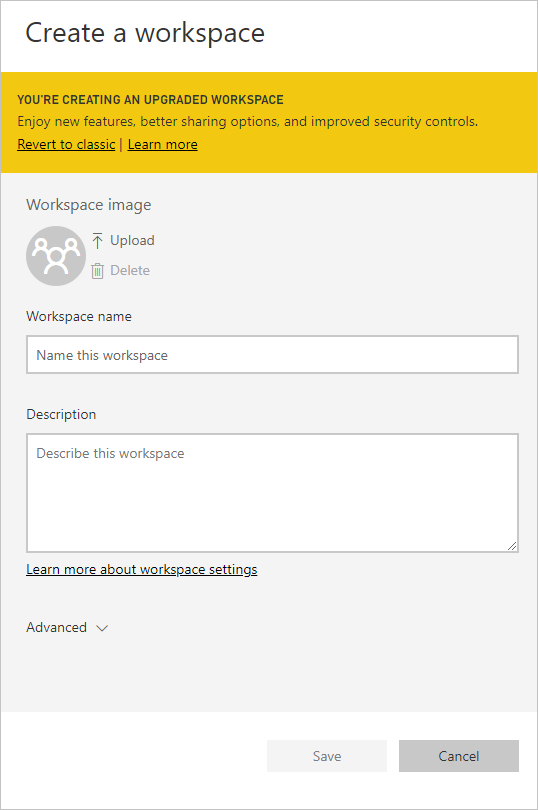 Create a workspace
YOU'RE CREATING AN UPGRADED WORKSPACE
Enjoy new features, better sharing options, and improved security controls.
Revert to classic | Learn more
Workspace image
Upload
Delete
Workspace name
Name this workspace
Description
Describe this workspace
Learn more about workspace settings
Advanced
Save Cancel